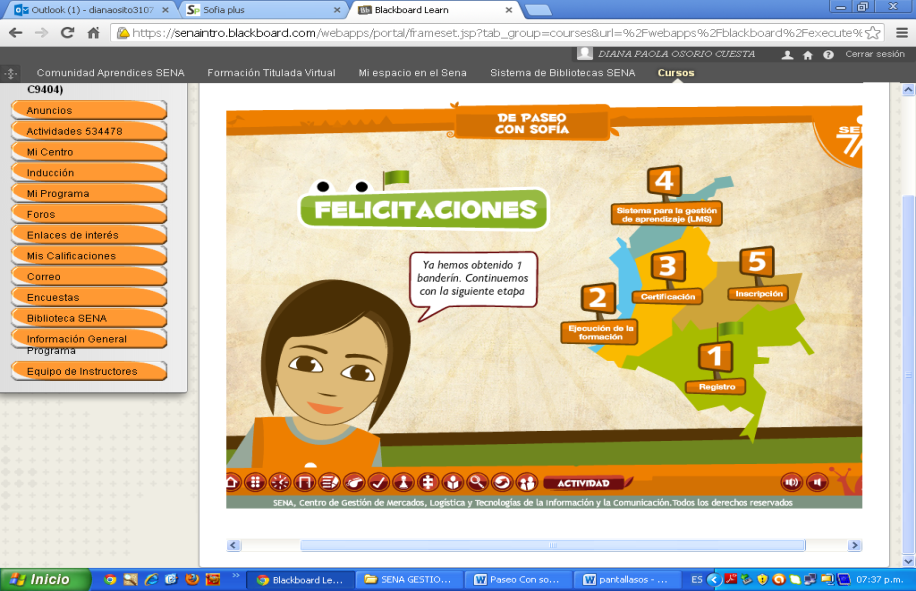 Outlook (1) - dianaosito3107
Sofia plus
Blackboard Learn
https://senaintro.blackboard.com/webapps/portal/frameset.jsp?tab_group=courses&url=%2Fwebapps%2Fblackboard%2Fexecute%
DIANA PAOLA OSORIO CUESTA
Cerrar sesión
Comunidad Aprendices SENA
Formación Titulada Virtual
Mi espacio en el Sena
Sistema de Bibliotecas SENA
Cursos
C9404)
Anuncios
Actividades 534478
Mi Centro
Inducción
Mi Programa
Foros
Enlaces de interés
Mis Calificaciones
Correo
Encuestas
Biblioteca SENA
Información General
Programa
Equipo de Instructores
DE PASEO
CON SOFÍA
FELICITACIONES
Ya hemos obtenido 1
banderín. Continuemos
con la siguiente etapa
4
Sistema para la gestión
de aprendizaje (LMS)
3
Certificación
5
Inscripción
2
Ejecución de la
formación
1
Registro
ACTIVIDAD
SENA, Centro de Gestión de Mercados, Logística y Tecnologías de la Información y la Comunicación.Todos los derechos reservados
Inicio
Blackboard Le...
SENA GESTIO...
Paseo Con so...
pantallasos - ...
ES
07:37 p.m.